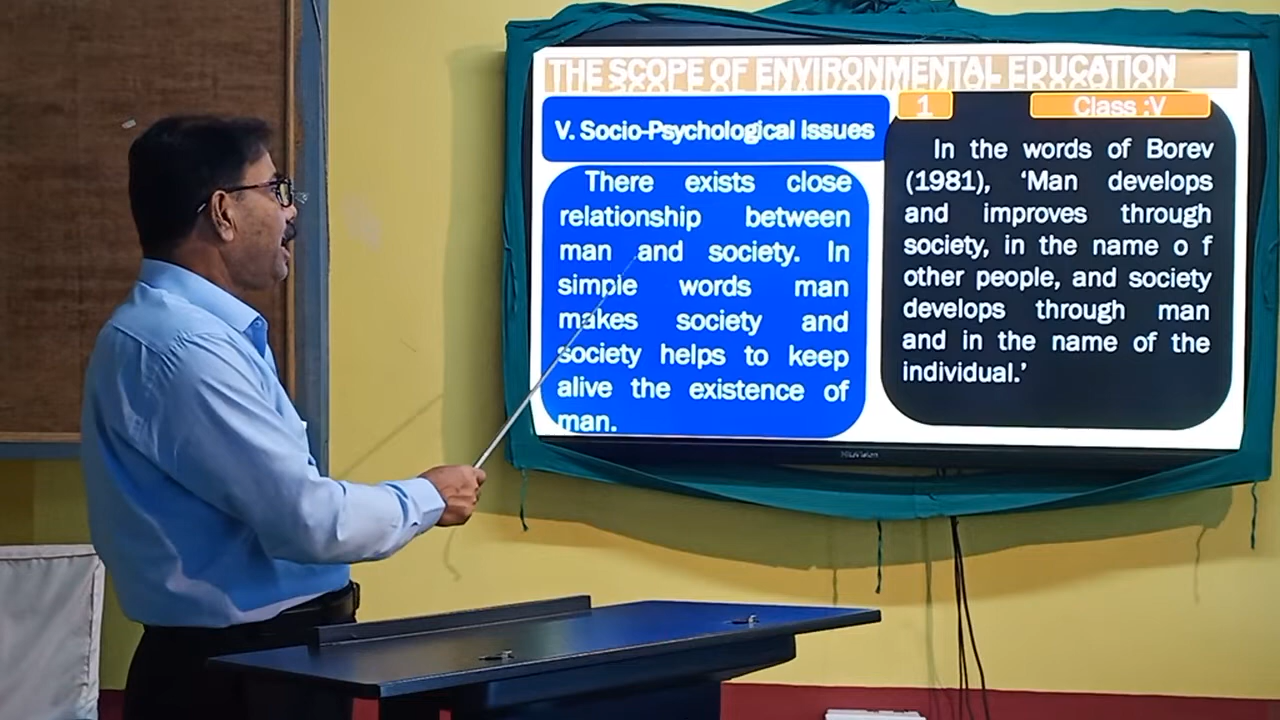 THE SCOPE OF ENVIRONMENTAL EDUCATION
V. Socio-Psychological Issues
There exists close
relationship between
man and society. In
simple words man
makes society and
society helps to keep
alive the existence of
man.
1
Class :V
In the words of Borev
(1981), ‘Man develops
and improves through
society, in the name o f
other people, and society
develops through man
and in the name of the
individual.’